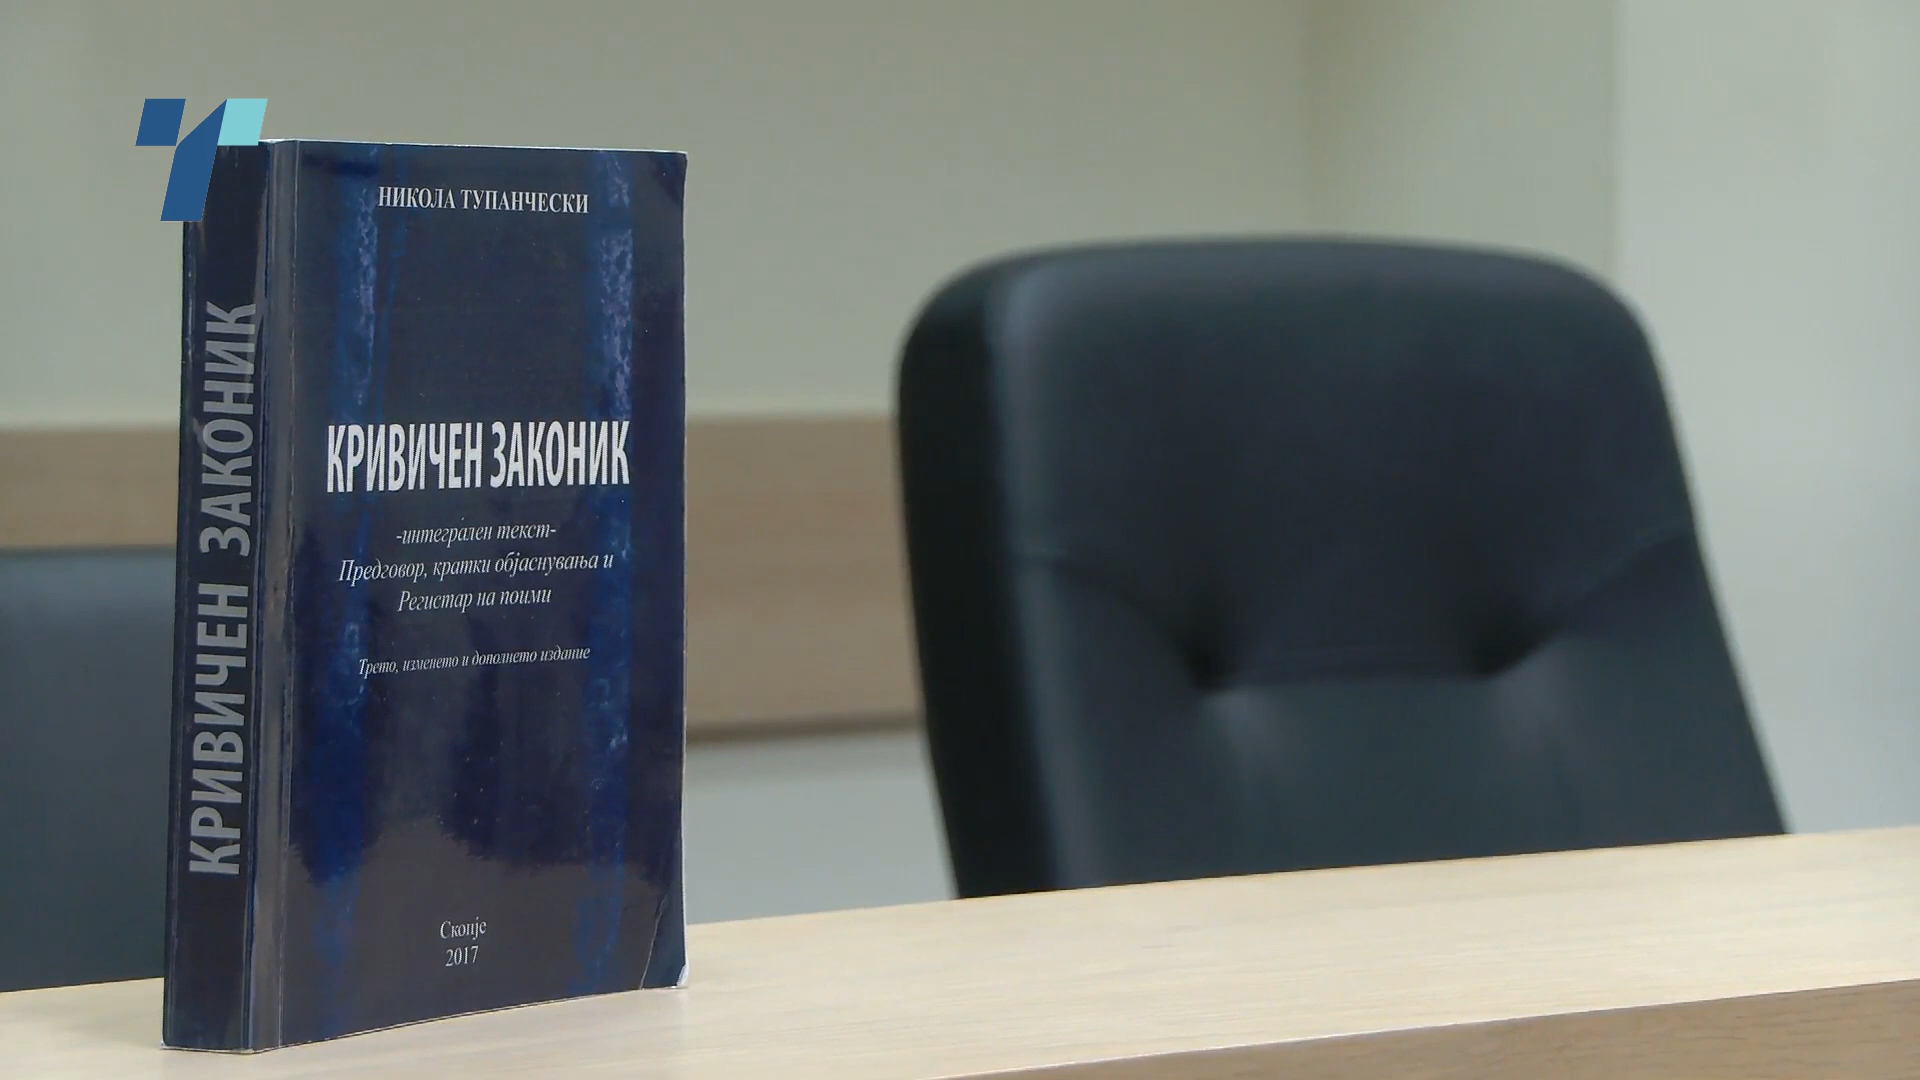 НИКОЛА ТУПАНЧЕСКИ
КРИВИЧЕН ЗАКОНИК
-интегрален текст-
Предговор, кратки објаснувања и
Регистар на поими
Трето, изменето и дополнето издание
Скопје
2017
КРИВИЧЕН ЗАКОНИК